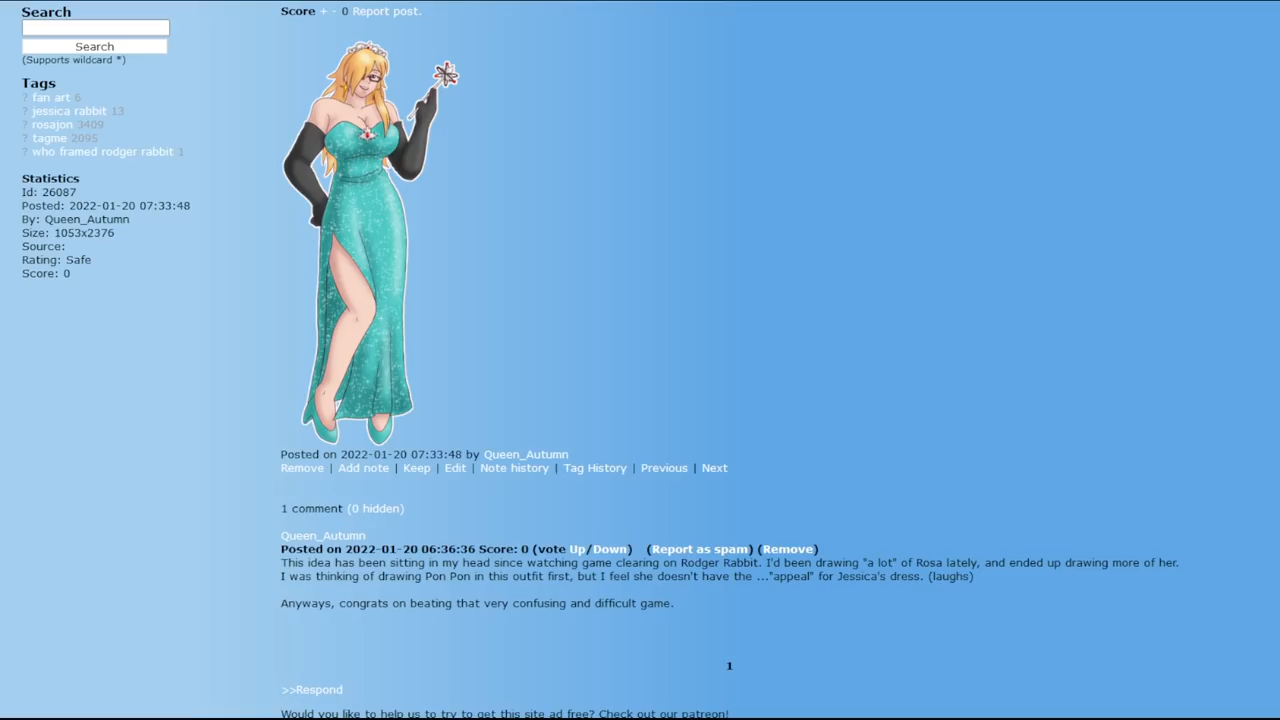 Search
Search
(Supports wildcard *)
Tags
? fan art 6
? jessica rabbit 13
? rosajon 3409
? tagme 2095
? who framed rodger rabbit 1
Statistics
Id: 26087
Posted: 2022-01-20 07:33:48
By: Queen_Autumn
Size: 1053x2376
Source:
Rating: Safe
Score: 0
Score + - 0 Report post.
Posted on 2022-01-20 07:33:48 by Queen_Autumn
Remove | Add note | Keep | Edit | Note history | Tag History | Previous | Next
1 comment (0 hidden)
Queen_Autumn
Posted on 2022-01-20 06:36:36 Score: 0 (vote Up/Down) (Report as spam) (Remove)
This idea has been sitting in my head since watching game clearing on Rodger Rabbit. I'd been drawing "a lot" of Rosa lately, and ended up drawing more of her.
I was thinking of drawing Pon Pon in this outfit first, but I feel she doesn't have the ..."appeal" for Jessica's dress. (laughs)
Anyways, congrats on beating that very confusing and difficult game.
1
>>Respond
Would you like to help us to try to get this site ad free? Check out our patreon!